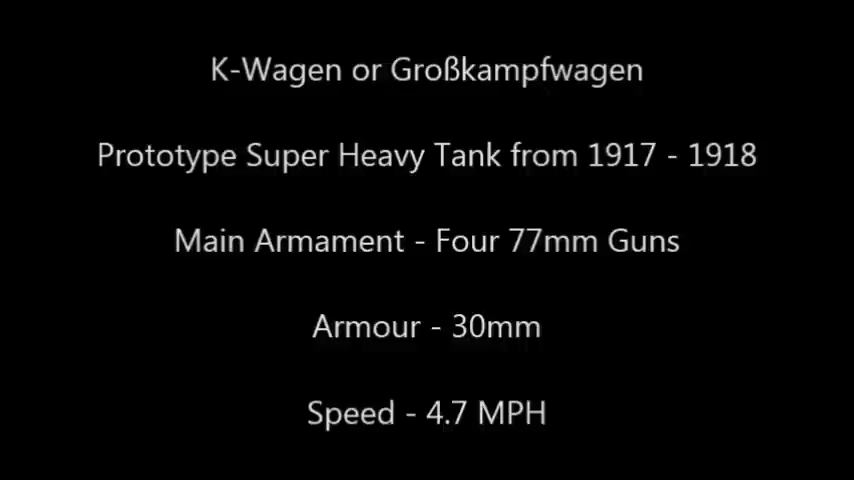 K-Wagen or Großkampfwagen
Prototype Super Heavy Tank from 1917 - 1918
Main Armament - Four 77mm Guns
Armour - 30mm
Speed - 4.7 MPH